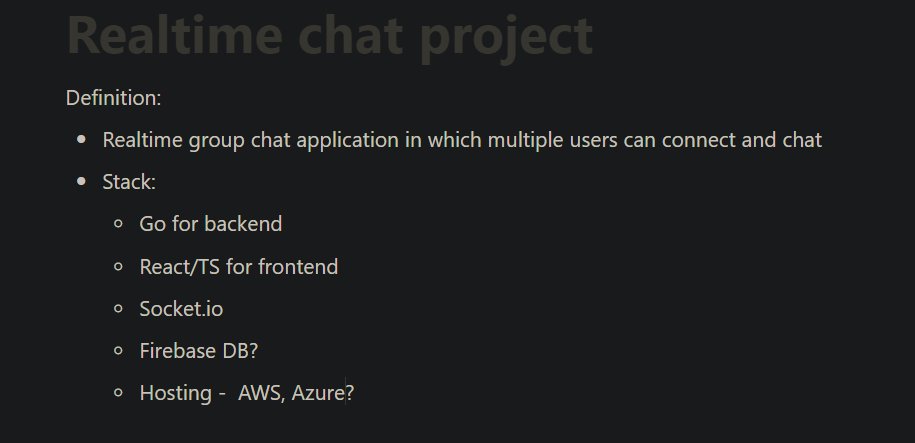 Realtime chat project
Definition:
Realtime group chat application in which multiple users can connect and chat
Stack:
Go for backend
React/TS for frontend
Socket.io
Firebase DB?
Hosting -  AWS, Azure?